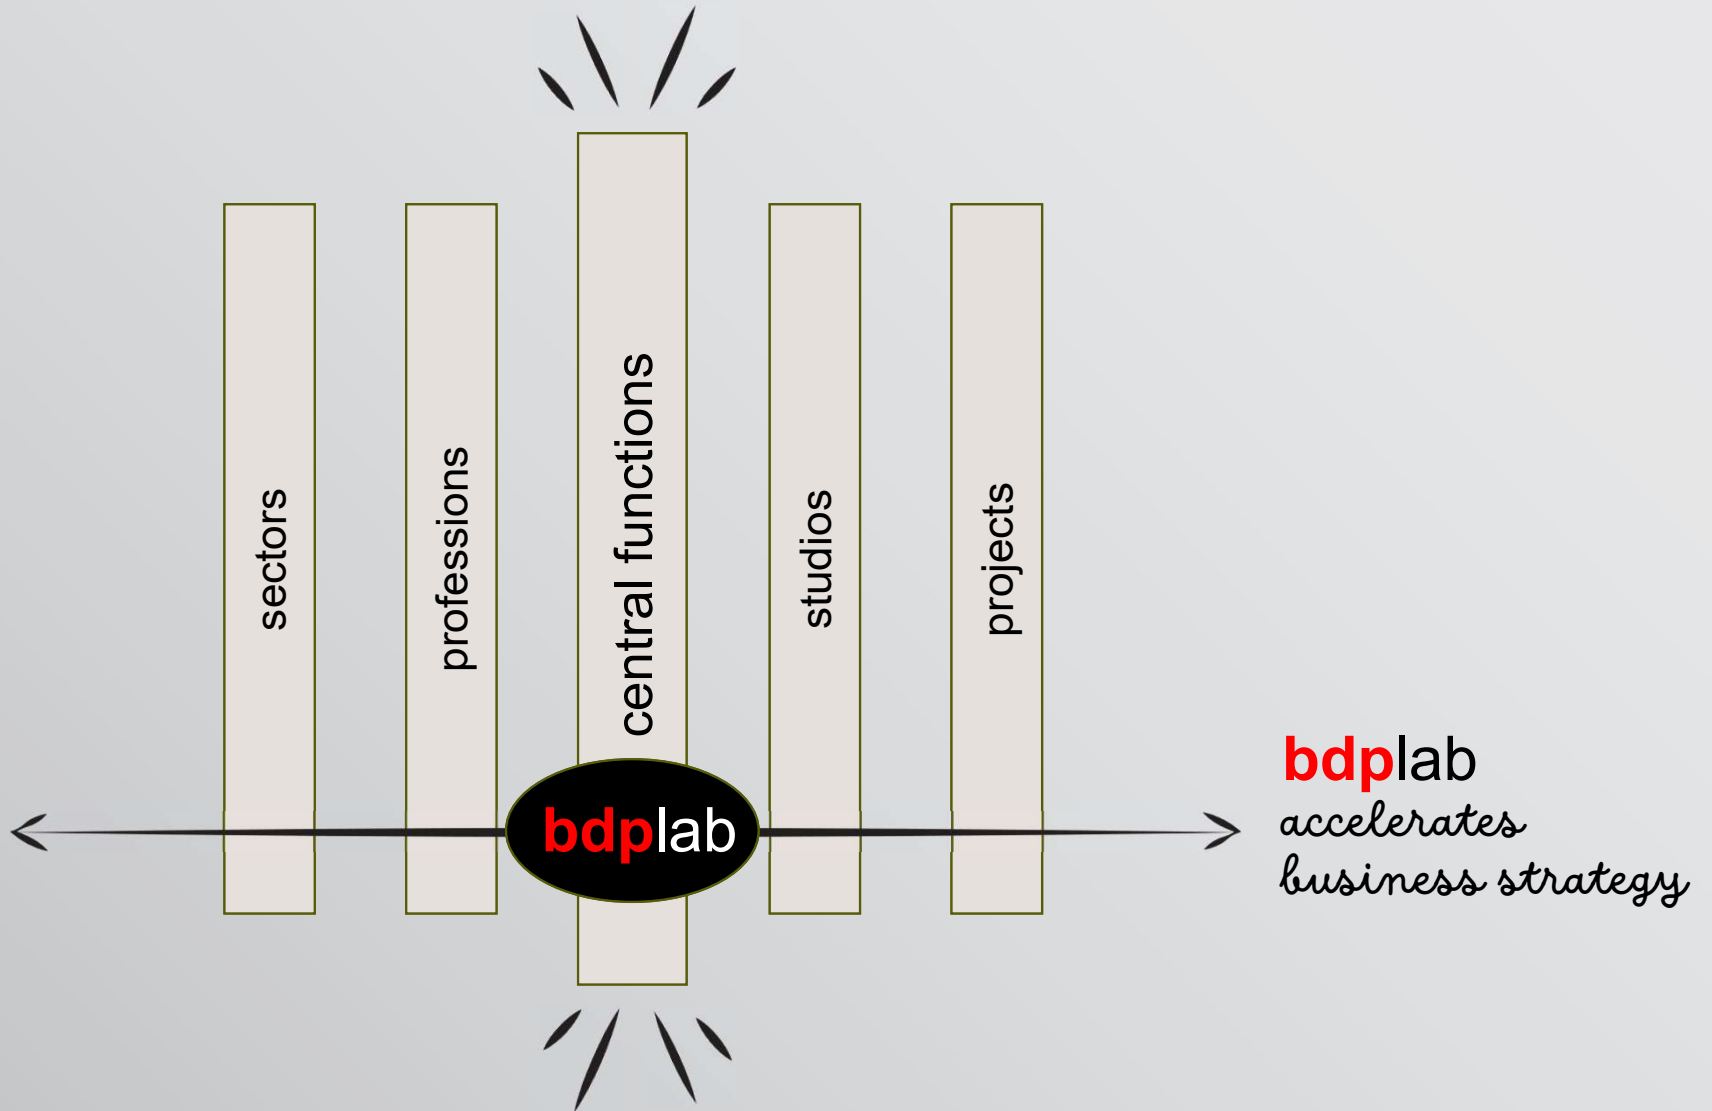 sectors
professions
central functions
studios
projects
bdplab
bdplab
accelerates
business strategy